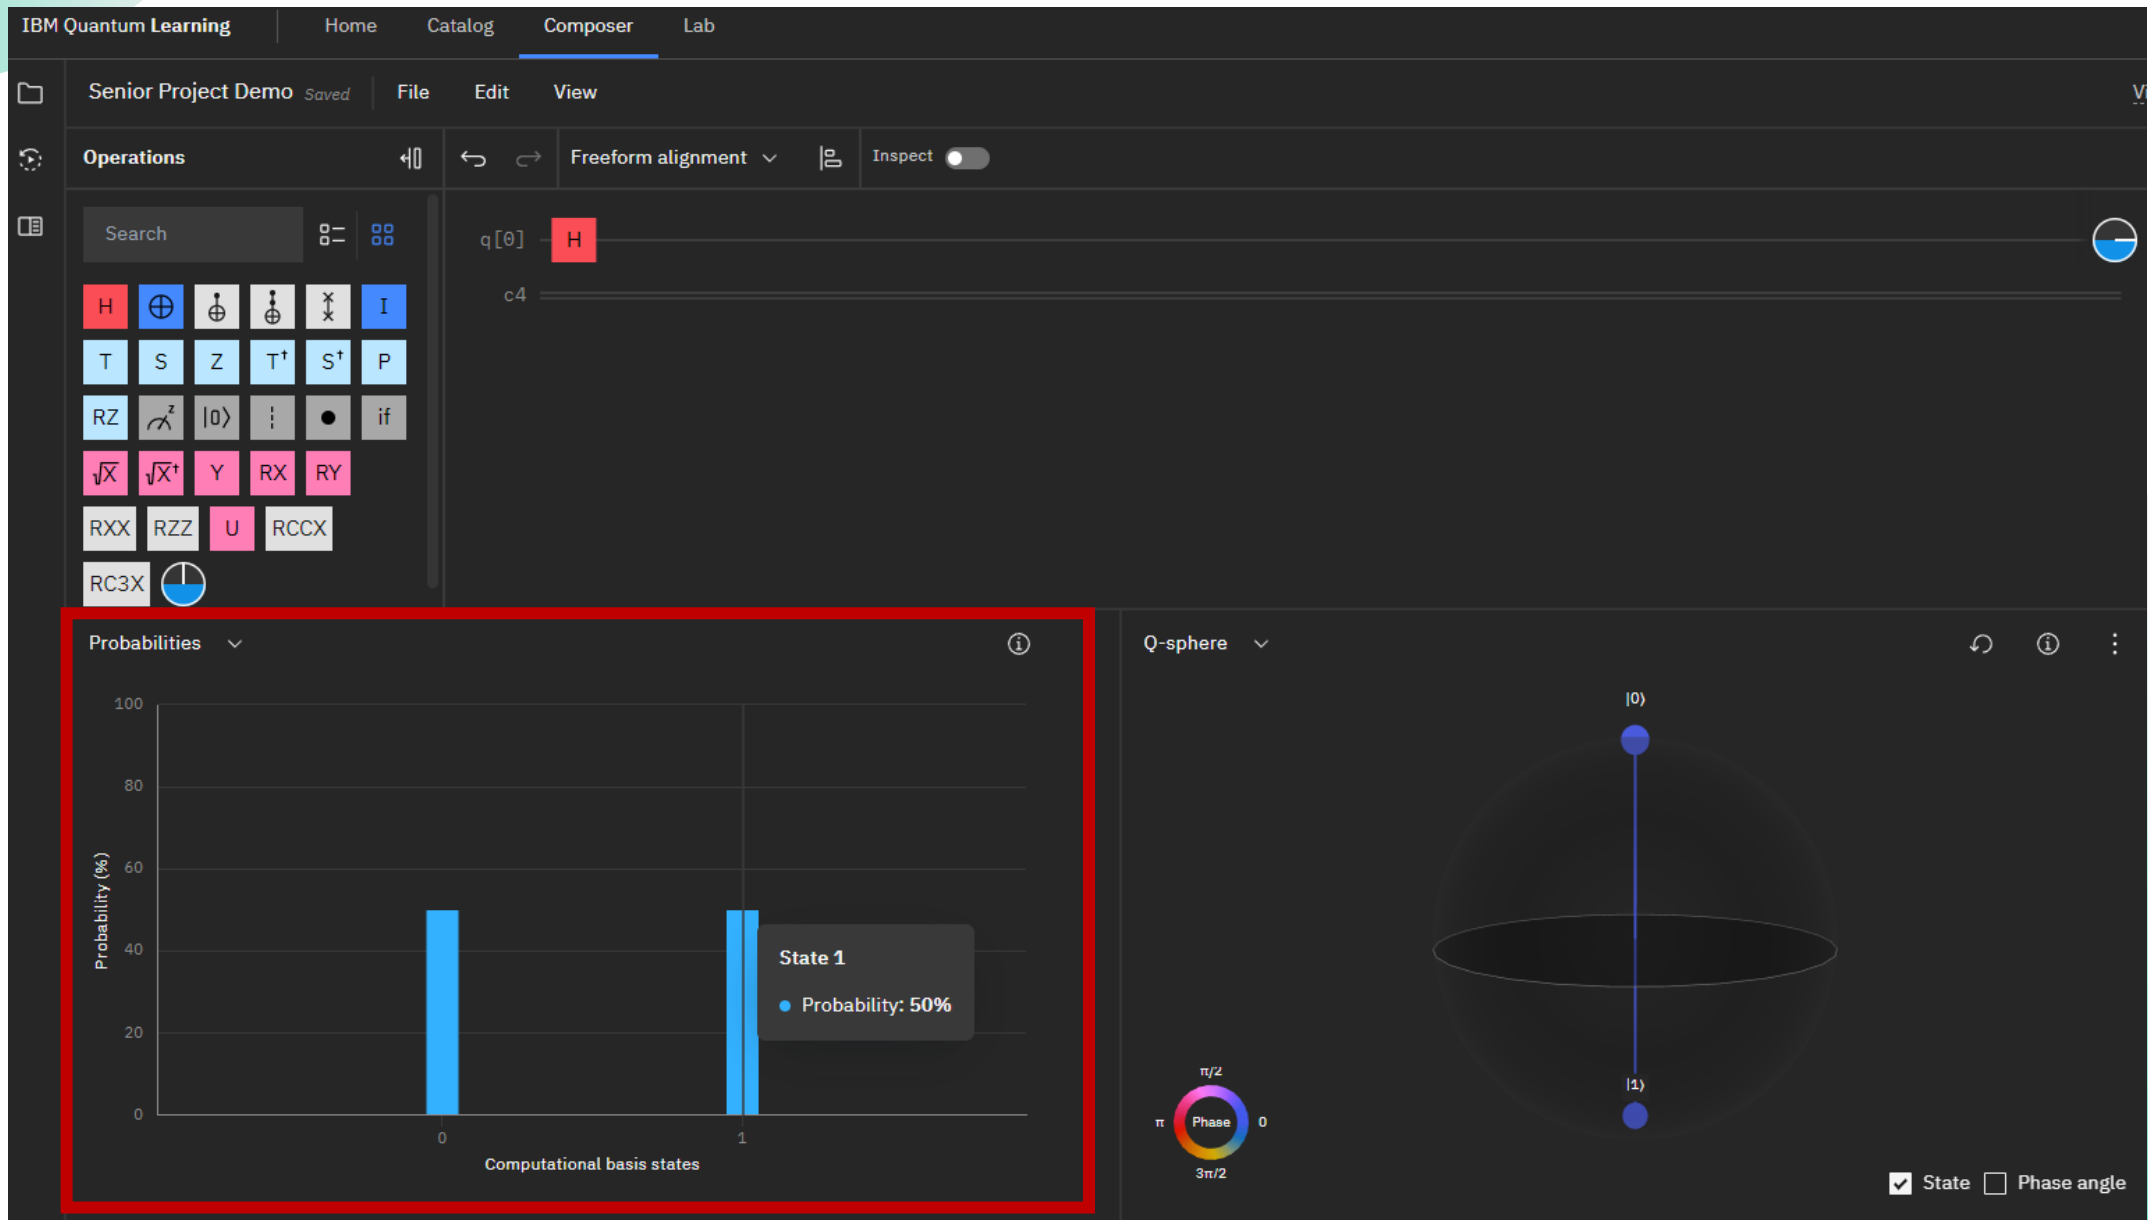 IBM Quantum Learning
Home
Catalog
Composer
Lab
Senior Project Demo Saved
File
Edit
View
Operations
Freeform alignment
Inspect
Search
q[0]
H
c4
H
I
T S Z T† S† P
RZ z |0⟩ if
√X √X† Y RX RY
RXX RZZ U RCCX
RC3X
Probabilities
100
80
60
40
20
0
Probability (%)
State 1
Probability: 50%
0
1
Computational basis states
Q-sphere
|0⟩
|1⟩
π/2
π
Phase
0
3π/2
State
Phase angle